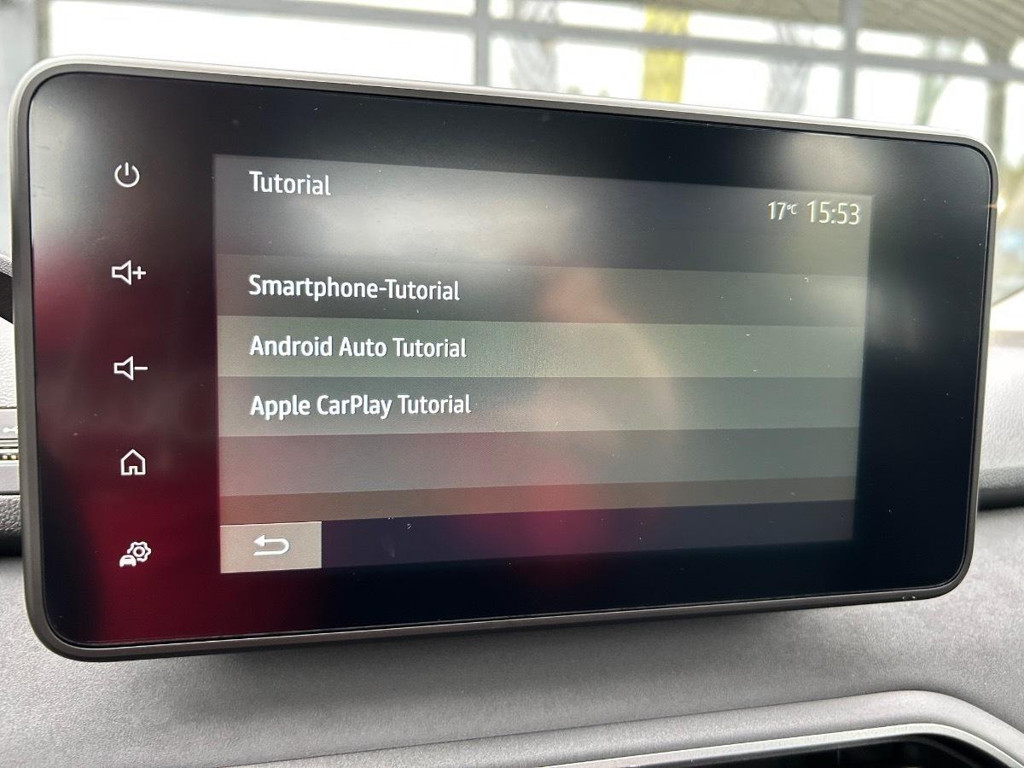 Tutorial
17°C 15:53
Smartphone-Tutorial
Android Auto Tutorial
Apple CarPlay Tutorial